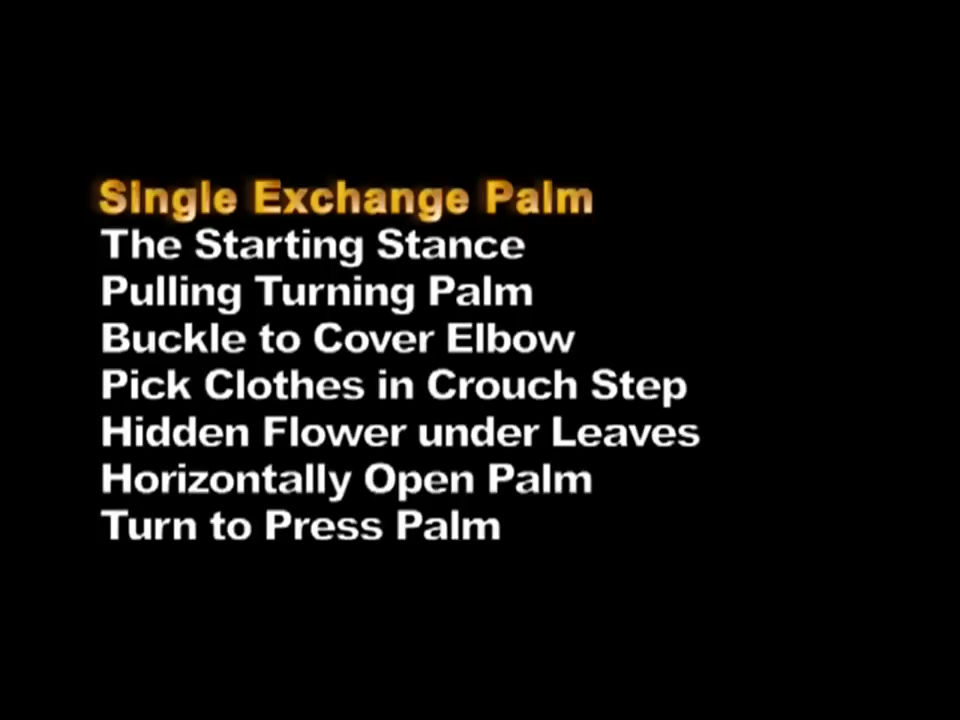 Single Exchange Palm
The Starting Stance
Pulling Turning Palm
Buckle to Cover Elbow
Pick Clothes in Crouch Step
Hidden Flower under Leaves
Horizontally Open Palm
Turn to Press Palm